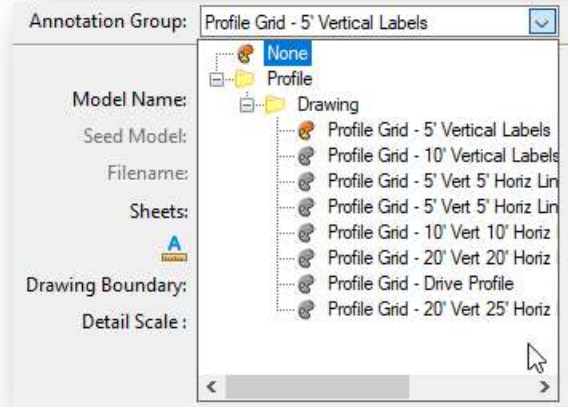 Annotation Group: Profile Grid - 5' Vertical Labels
None
Profile
Model Name:
Drawing
Seed Model:
Profile Grid - 5' Vertical Labels
Profile Grid - 10' Vertical Labels
Filename:
Profile Grid - 5' Vert 5' Horiz Lin
Sheets:
Profile Grid - 5' Vert 5' Horiz Lin
Profile Grid - 10' Vert 10' Horiz
A
Profile Grid - 20' Vert 20' Horiz
Drawing Boundary:
Profile Grid - Drive Profile
Profile Grid - 20' Vert 25' Horiz
Detail Scale :